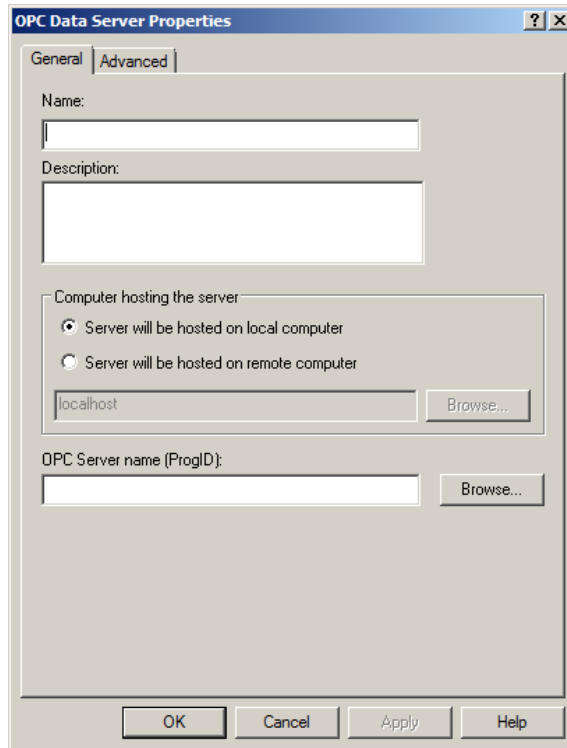 OPC Data Server Properties
General Advanced
Name:
Description:
Computer hosting the server
Server will be hosted on local computer
Server will be hosted on remote computer
localhost Browse...
OPC Server name (ProgID):
Browse...
OK Cancel Apply Help